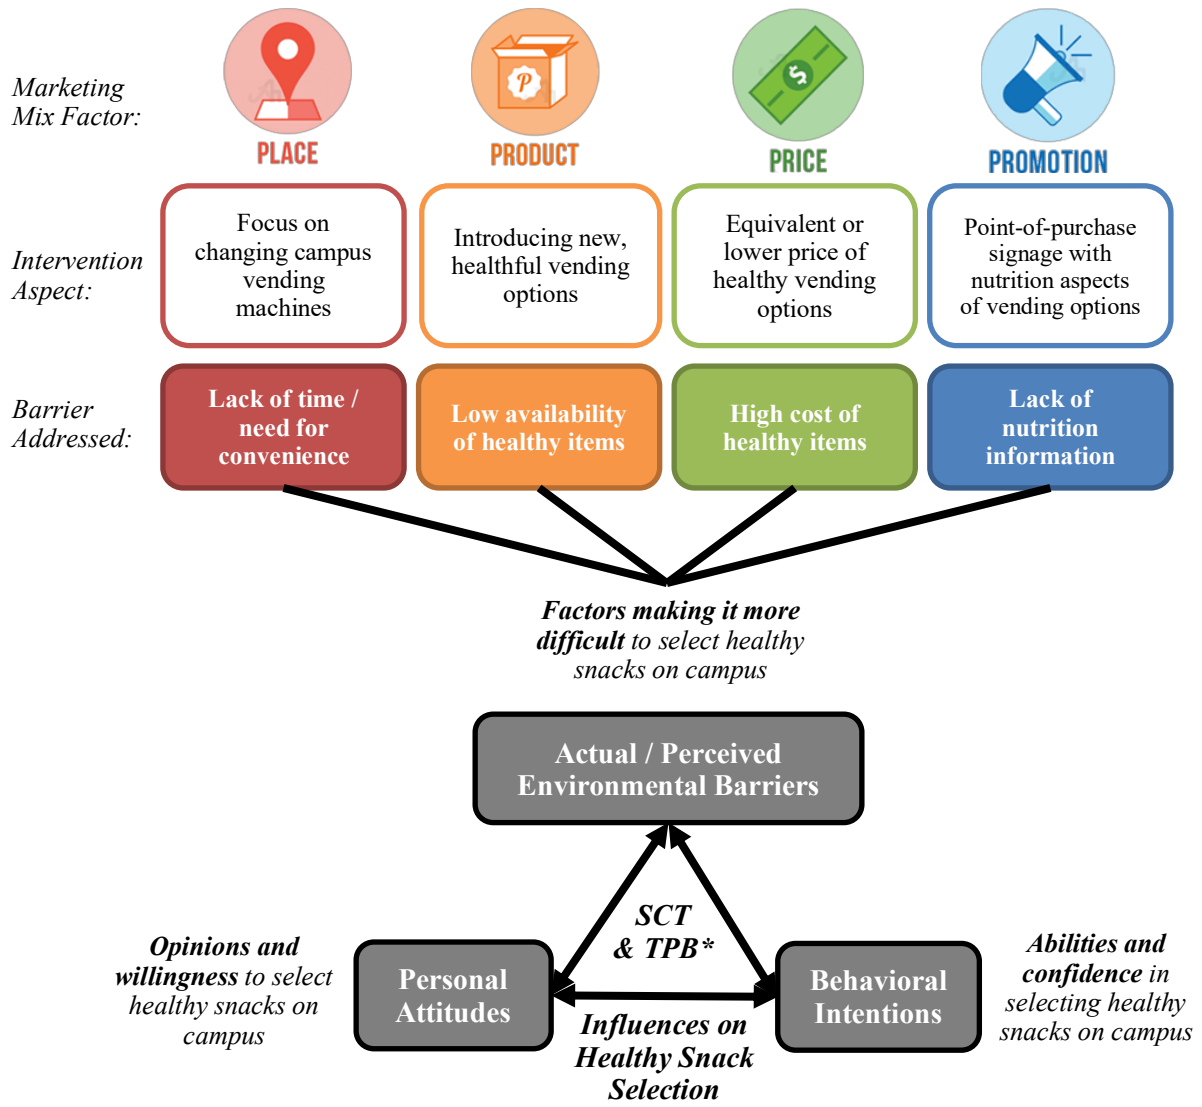 Marketing
Mix Factor:
PLACE
P
PRODUCT
$
PRICE
PROMOTION
Intervention
Aspect:
Focus on
changing campus
vending
machines
Introducing new,
healthful vending
options
Equivalent or
lower price of
healthy vending
options
Point-of-purchase
signage with
nutrition aspects
of vending options
Barrier
Addressed:
Lack of time /
need for
convenience
Low availability
of healthy items
High cost of
healthy items
Lack of
nutrition
information
Factors making it more
difficult to select healthy
snacks on campus
Actual / Perceived
Environmental Barriers
SCT
& TPB*
Opinions and
willingness to select
healthy snacks on
campus
Personal
Attitudes
Behavioral
Intentions
Abilities and
confidence in
selecting healthy
snacks on campus
Influences on
Healthy Snack
Selection